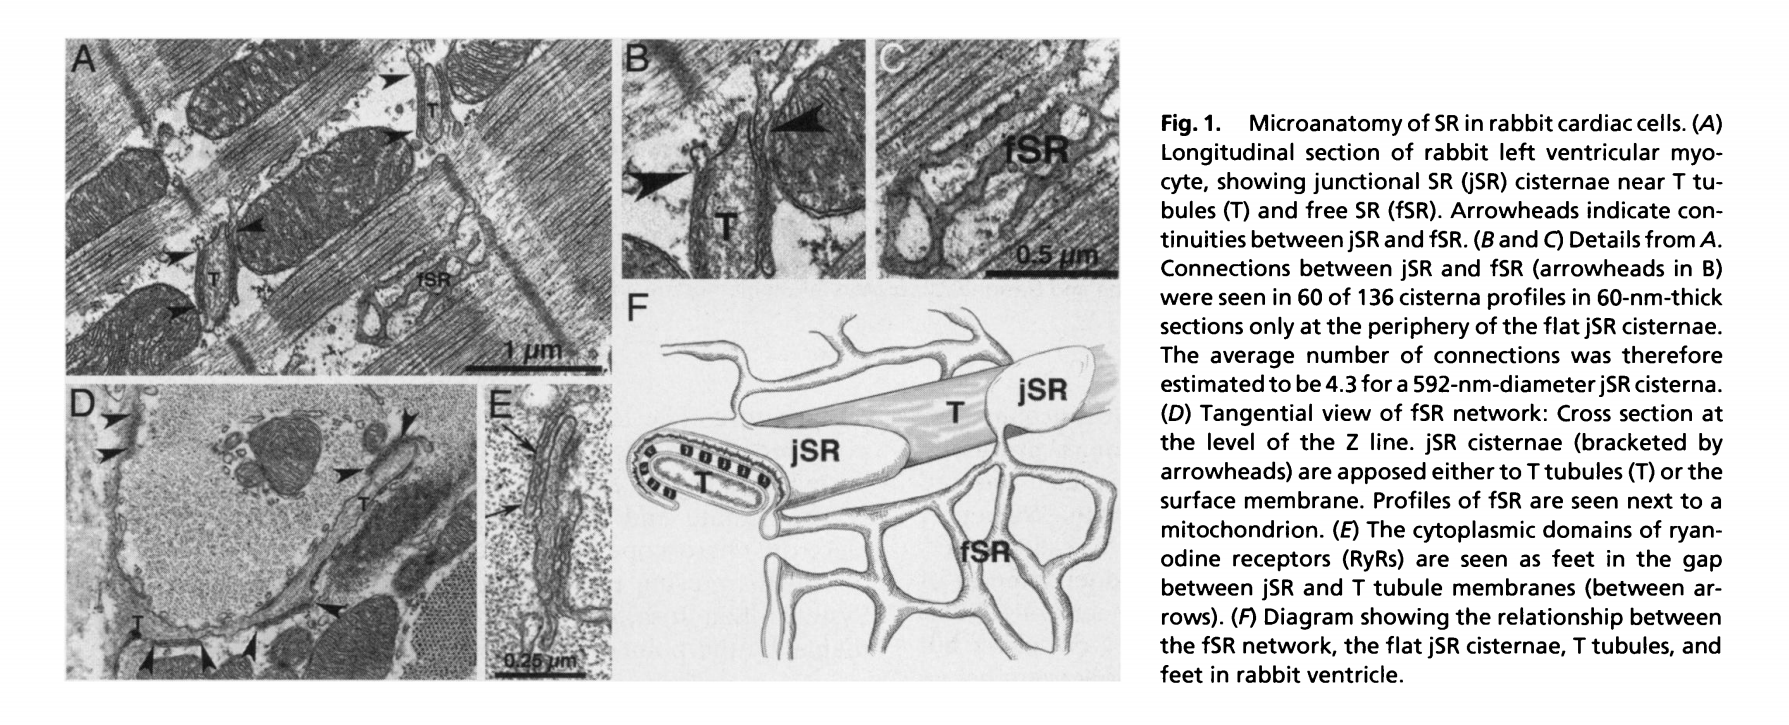 A
T
T
fSR
1 µm
B
T
C
fSR
0.5 µm
D
T
T
E
0.25 µm
F
jSR
T
jSR
T
fSR
Fig. 1. Microanatomy of SR in rabbit cardiac cells. (A)
Longitudinal section of rabbit left ventricular myo-
cyte, showing junctional SR (jSR) cisternae near T tu-
bules (T) and free SR (fSR). Arrowheads indicate con-
tinuities between jSR and fSR. (B and C) Details from A.
Connections between jSR and fSR (arrowheads in B)
were seen in 60 of 136 cisterna profiles in 60-nm-thick
sections only at the periphery of the flat jSR cisternae.
The average number of connections was therefore
estimated to be 4.3 for a 592-nm-diameter jSR cisterna.
(D) Tangential view of fSR network: Cross section at
the level of the Z line. jSR cisternae (bracketed by
arrowheads) are apposed either to T tubules (T) or the
surface membrane. Profiles of fSR are seen next to a
mitochondrion. (E) The cytoplasmic domains of ryan-
odine receptors (RyRs) are seen as feet in the gap
between jSR and T tubule membranes (between ar-
rows). (F) Diagram showing the relationship between
the fSR network, the flat jSR cisternae, T tubules, and
feet in rabbit ventricle.